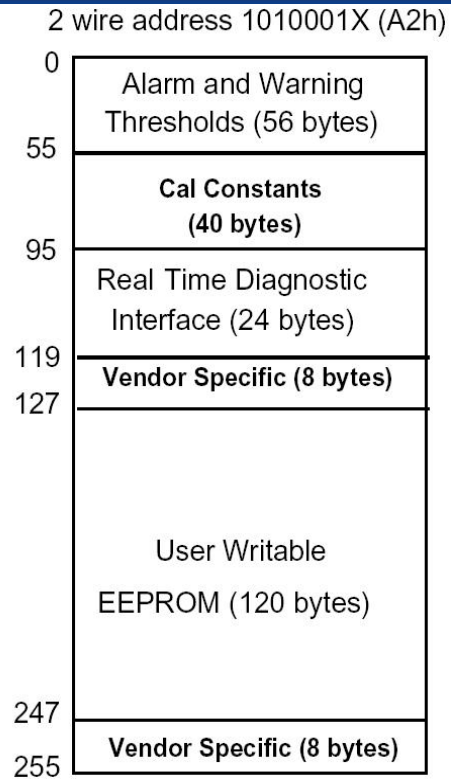 2 wire address 1010001X (A2h)
0
Alarm and Warning
Thresholds (56 bytes)
55
Cal Constants
(40 bytes)
95
Real Time Diagnostic
Interface (24 bytes)
119
Vendor Specific (8 bytes)
127
User Writable
EEPROM (120 bytes)
247
Vendor Specific (8 bytes)
255